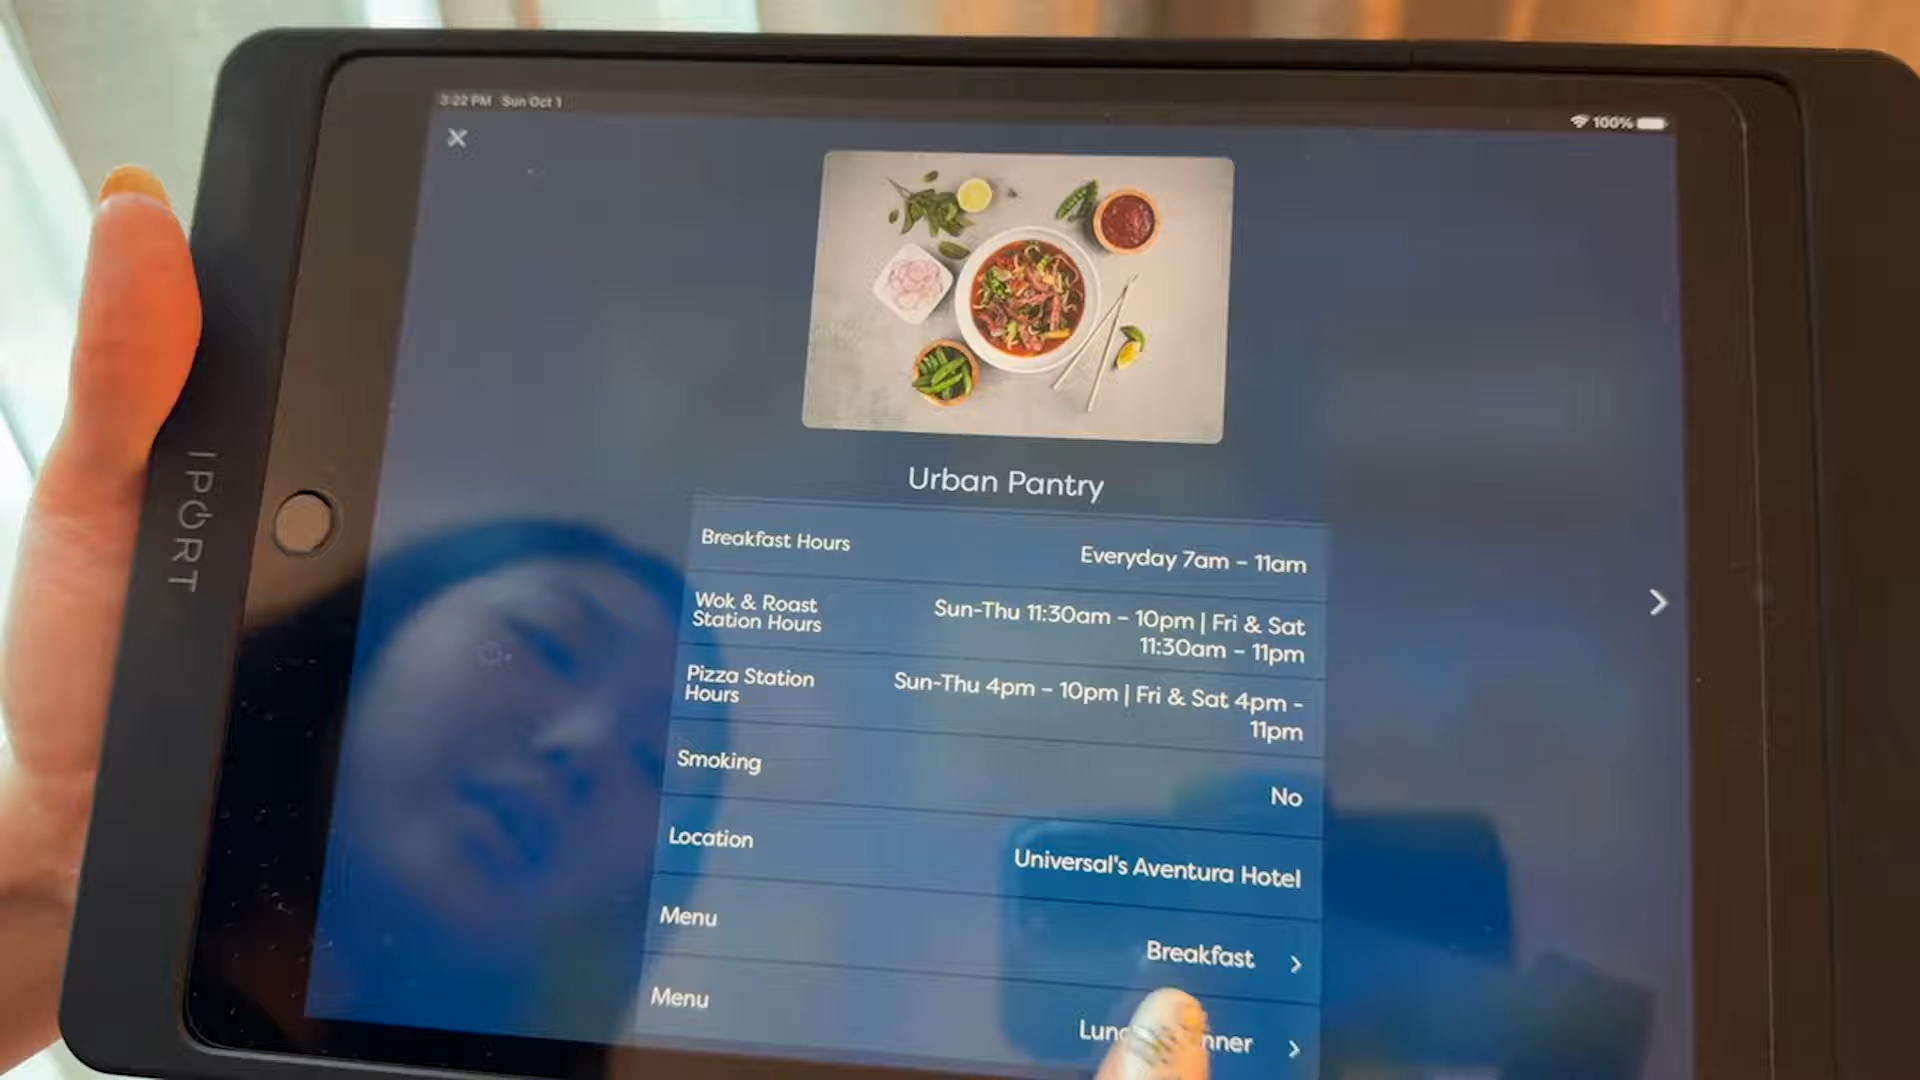 3:22 PM Sun Oct 1
100%
Urban Pantry
Breakfast Hours
Everyday 7am – 11am
Wok & Roast
Station Hours
Sun-Thu 11:30am – 10pm | Fri & Sat
11:30am – 11pm
Pizza Station
Hours
Sun-Thu 4pm – 10pm | Fri & Sat 4pm –
11pm
Smoking
No
Location
Universal's Aventura Hotel
Menu
Breakfast
Menu
IPORT